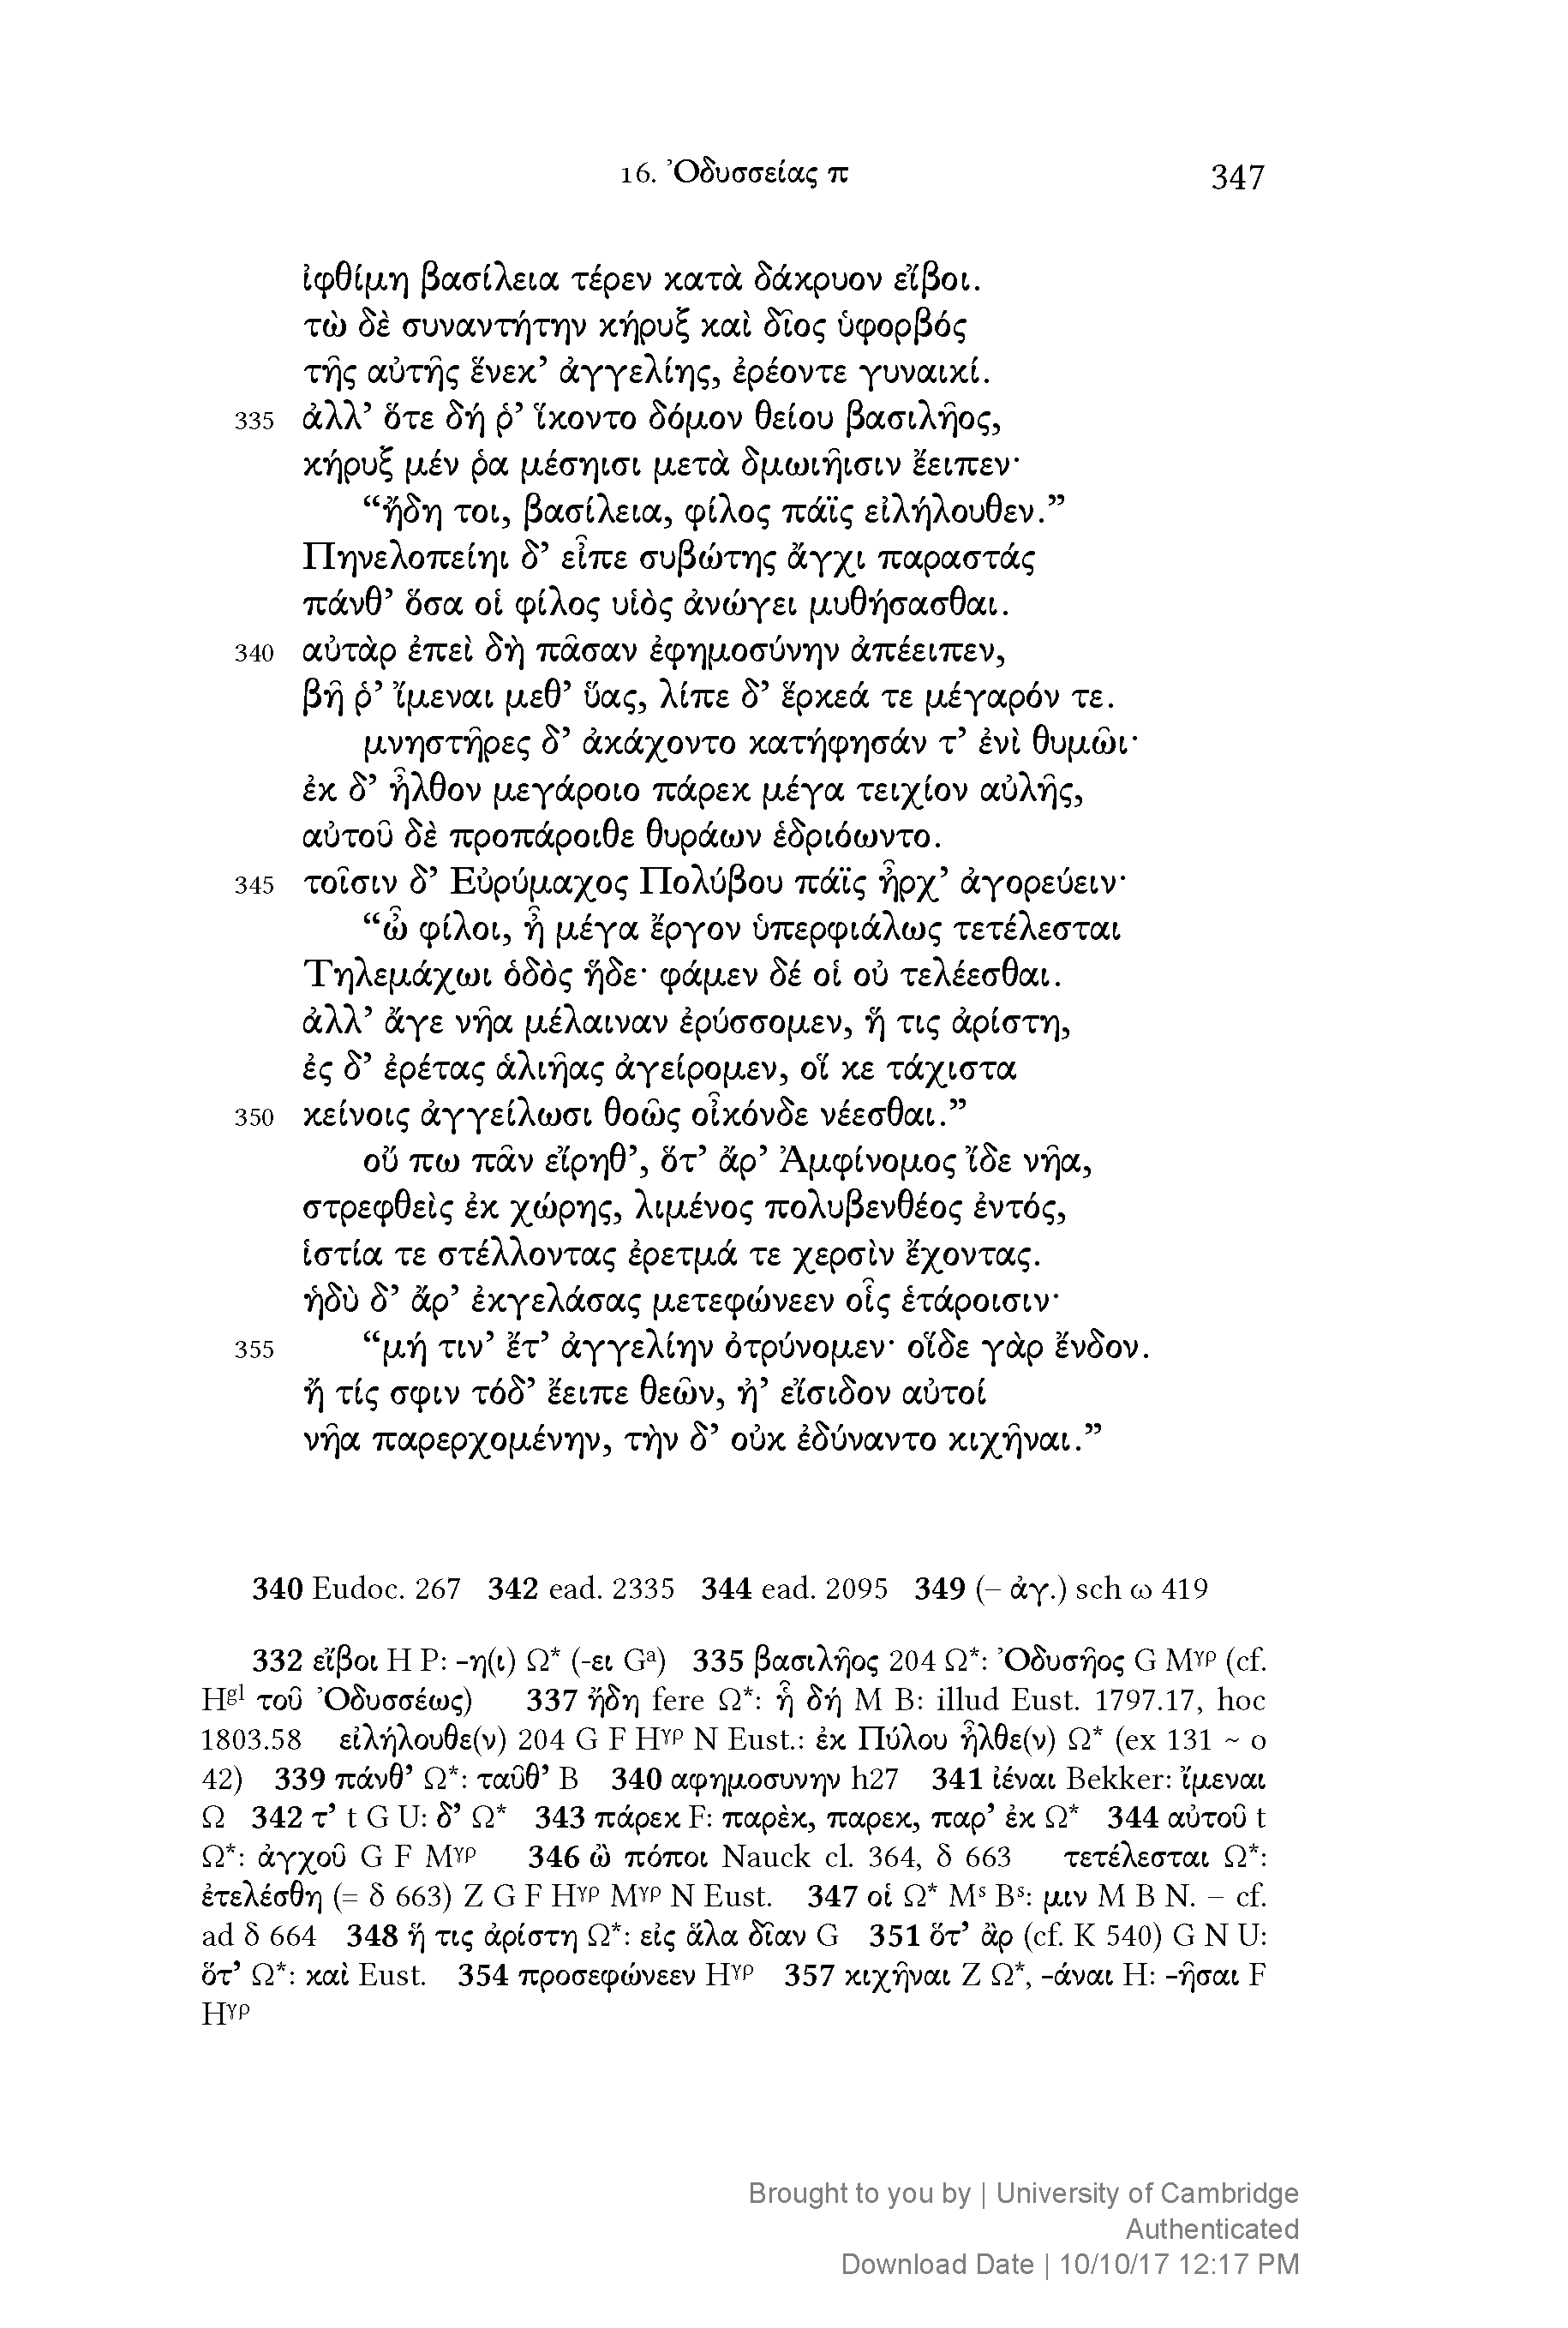 16. Ὀδυσσείας π 347
ἰφθίμη βασίλεια τέρεν κατὰ δάκρυον εἴβοι.
τὼ δὲ συναντήτην κήρυξ καὶ δῖος ὑφορβός
τῆς αὐτῆς ἕνεκ’ ἀγγελίης, ἐρέοντε γυναικί.
335 ἀλλ’ ὅτε δή ῥ’ ἵκοντο δόμον θείου βασιλῆος,
κήρυξ μέν ῥα μέσηισι μετὰ δμωιῆισιν ἔειπεν·
“ἤδη τοι, βασίλεια, φίλος πάϊς εἰλήλουθεν.”
Πηνελοπείηι δ’ εἶπε συβώτης ἄγχι παραστάς
πάνθ’ ὅσα οἱ φίλος υἱὸς ἀνώγει μυθήσασθαι.
340 αὐτὰρ ἐπεὶ δὴ πᾶσαν ἐφημοσύνην ἀπέειπεν,
βῆ ῥ’ ἴμεναι μεθ’ ὕας, λίπε δ’ ἕρκεά τε μέγαρόν τε.
μνηστῆρες δ’ ἀκάχοντο κατήφησάν τ’ ἐνὶ θυμῶι·
ἐκ δ’ ἦλθον μεγάροιο πάρεκ μέγα τειχίον αὐλῆς,
αὐτοῦ δὲ προπάροιθε θυράων ἑδριόωντο.
345 τοῖσιν δ’ Εὐρύμαχος Πολύβου πάϊς ἦρχ’ ἀγορεύειν·
“ὦ φίλοι, ἦ μέγα ἔργον ὑπερφιάλως τετέλεσται
Τηλεμάχωι ὁδὸς ἥδε· φάμεν δέ οἱ οὐ τελέεσθαι.
ἀλλ’ ἄγε νῆα μέλαιναν ἐρύσσομεν, ἥ τις ἀρίστη,
ἐς δ’ ἐρέτας ἁλιῆας ἀγείρομεν, οἵ κε τάχιστα
350 κείνοις ἀγγείλωσι θοῶς οἶκόνδε νέεσθαι.”
οὔ πω πᾶν εἴρηθ’, ὅτ’ ἄρ’ Ἀμφίνομος ἴδε νῆα,
στρεφθεὶς ἐκ χώρης, λιμένος πολυβενθέος ἐντός,
ἱστία τε στέλλοντας ἐρετμά τε χερσὶν ἔχοντας.
ἡδὺ δ’ ἄρ’ ἐκγελάσας μετεφώνεεν οἷς ἑτάροισιν·
355 “μή τιν’ ἔτ’ ἀγγελίην ὀτρύνομεν· οἵδε γὰρ ἔνδον.
ἤ τίς σφιν τόδ’ ἔειπε θεῶν, ἠ’ εἴσιδον αὐτοί
νῆα παρερχομένην, τὴν δ’ οὐκ ἐδύναντο κιχῆναι.”
340 Eudoc. 267 342 ead. 2335 344 ead. 2095 349 (– ἀγ.) sch ω 419
332 εἴβοι H P: -η(ι) Ω* (-ει Gᵃ) 335 βασιλῆος 204 Ω*: Ὀδυσῆος G Mᵞᵖ (cf.
Hᵍˡ τοῦ Ὀδυσσέως) 337 ἤδη fere Ω*: ἦ δή M B: illud Eust. 1797.17, hoc
1803.58 εἰλήλουθε(ν) 204 G F Hᵞᵖ N Eust.: ἐκ Πύλου ἦλθε(ν) Ω* (ex 131 ~ ο
42) 339 πάνθ’ Ω*: ταῦθ’ B 340 αφημοσυνην h27 341 ἰέναι Bekker: ἴμεναι
Ω 342 τ’ t G U: δ’ Ω* 343 πάρεκ F: παρὲκ, παρεκ, παρ’ ἐκ Ω* 344 αὐτοῦ t
Ω*: ἀγχοῦ G F Mᵞᵖ 346 ὢ πόποι Nauck cl. 364, δ 663 τετέλεσται Ω*:
ἐτελέσθη (= δ 663) Z G F Hᵞᵖ Mᵞᵖ N Eust. 347 οἱ Ω* Mˢ Bˢ: μιν M B N. – cf.
ad δ 664 348 ἥ τις ἀρίστη Ω*: εἰς ἅλα δῖαν G 351 ὅτ’ ἂρ (cf. K 540) G N U:
ὅτ’ Ω*: καὶ Eust. 354 προσεφώνεεν Hᵞᵖ 357 κιχῆναι Z Ω*, -άναι H: -ῆσαι F
Hᵞᵖ
Brought to you by | University of Cambridge
Authenticated
Download Date | 10/10/17 12:17 PM